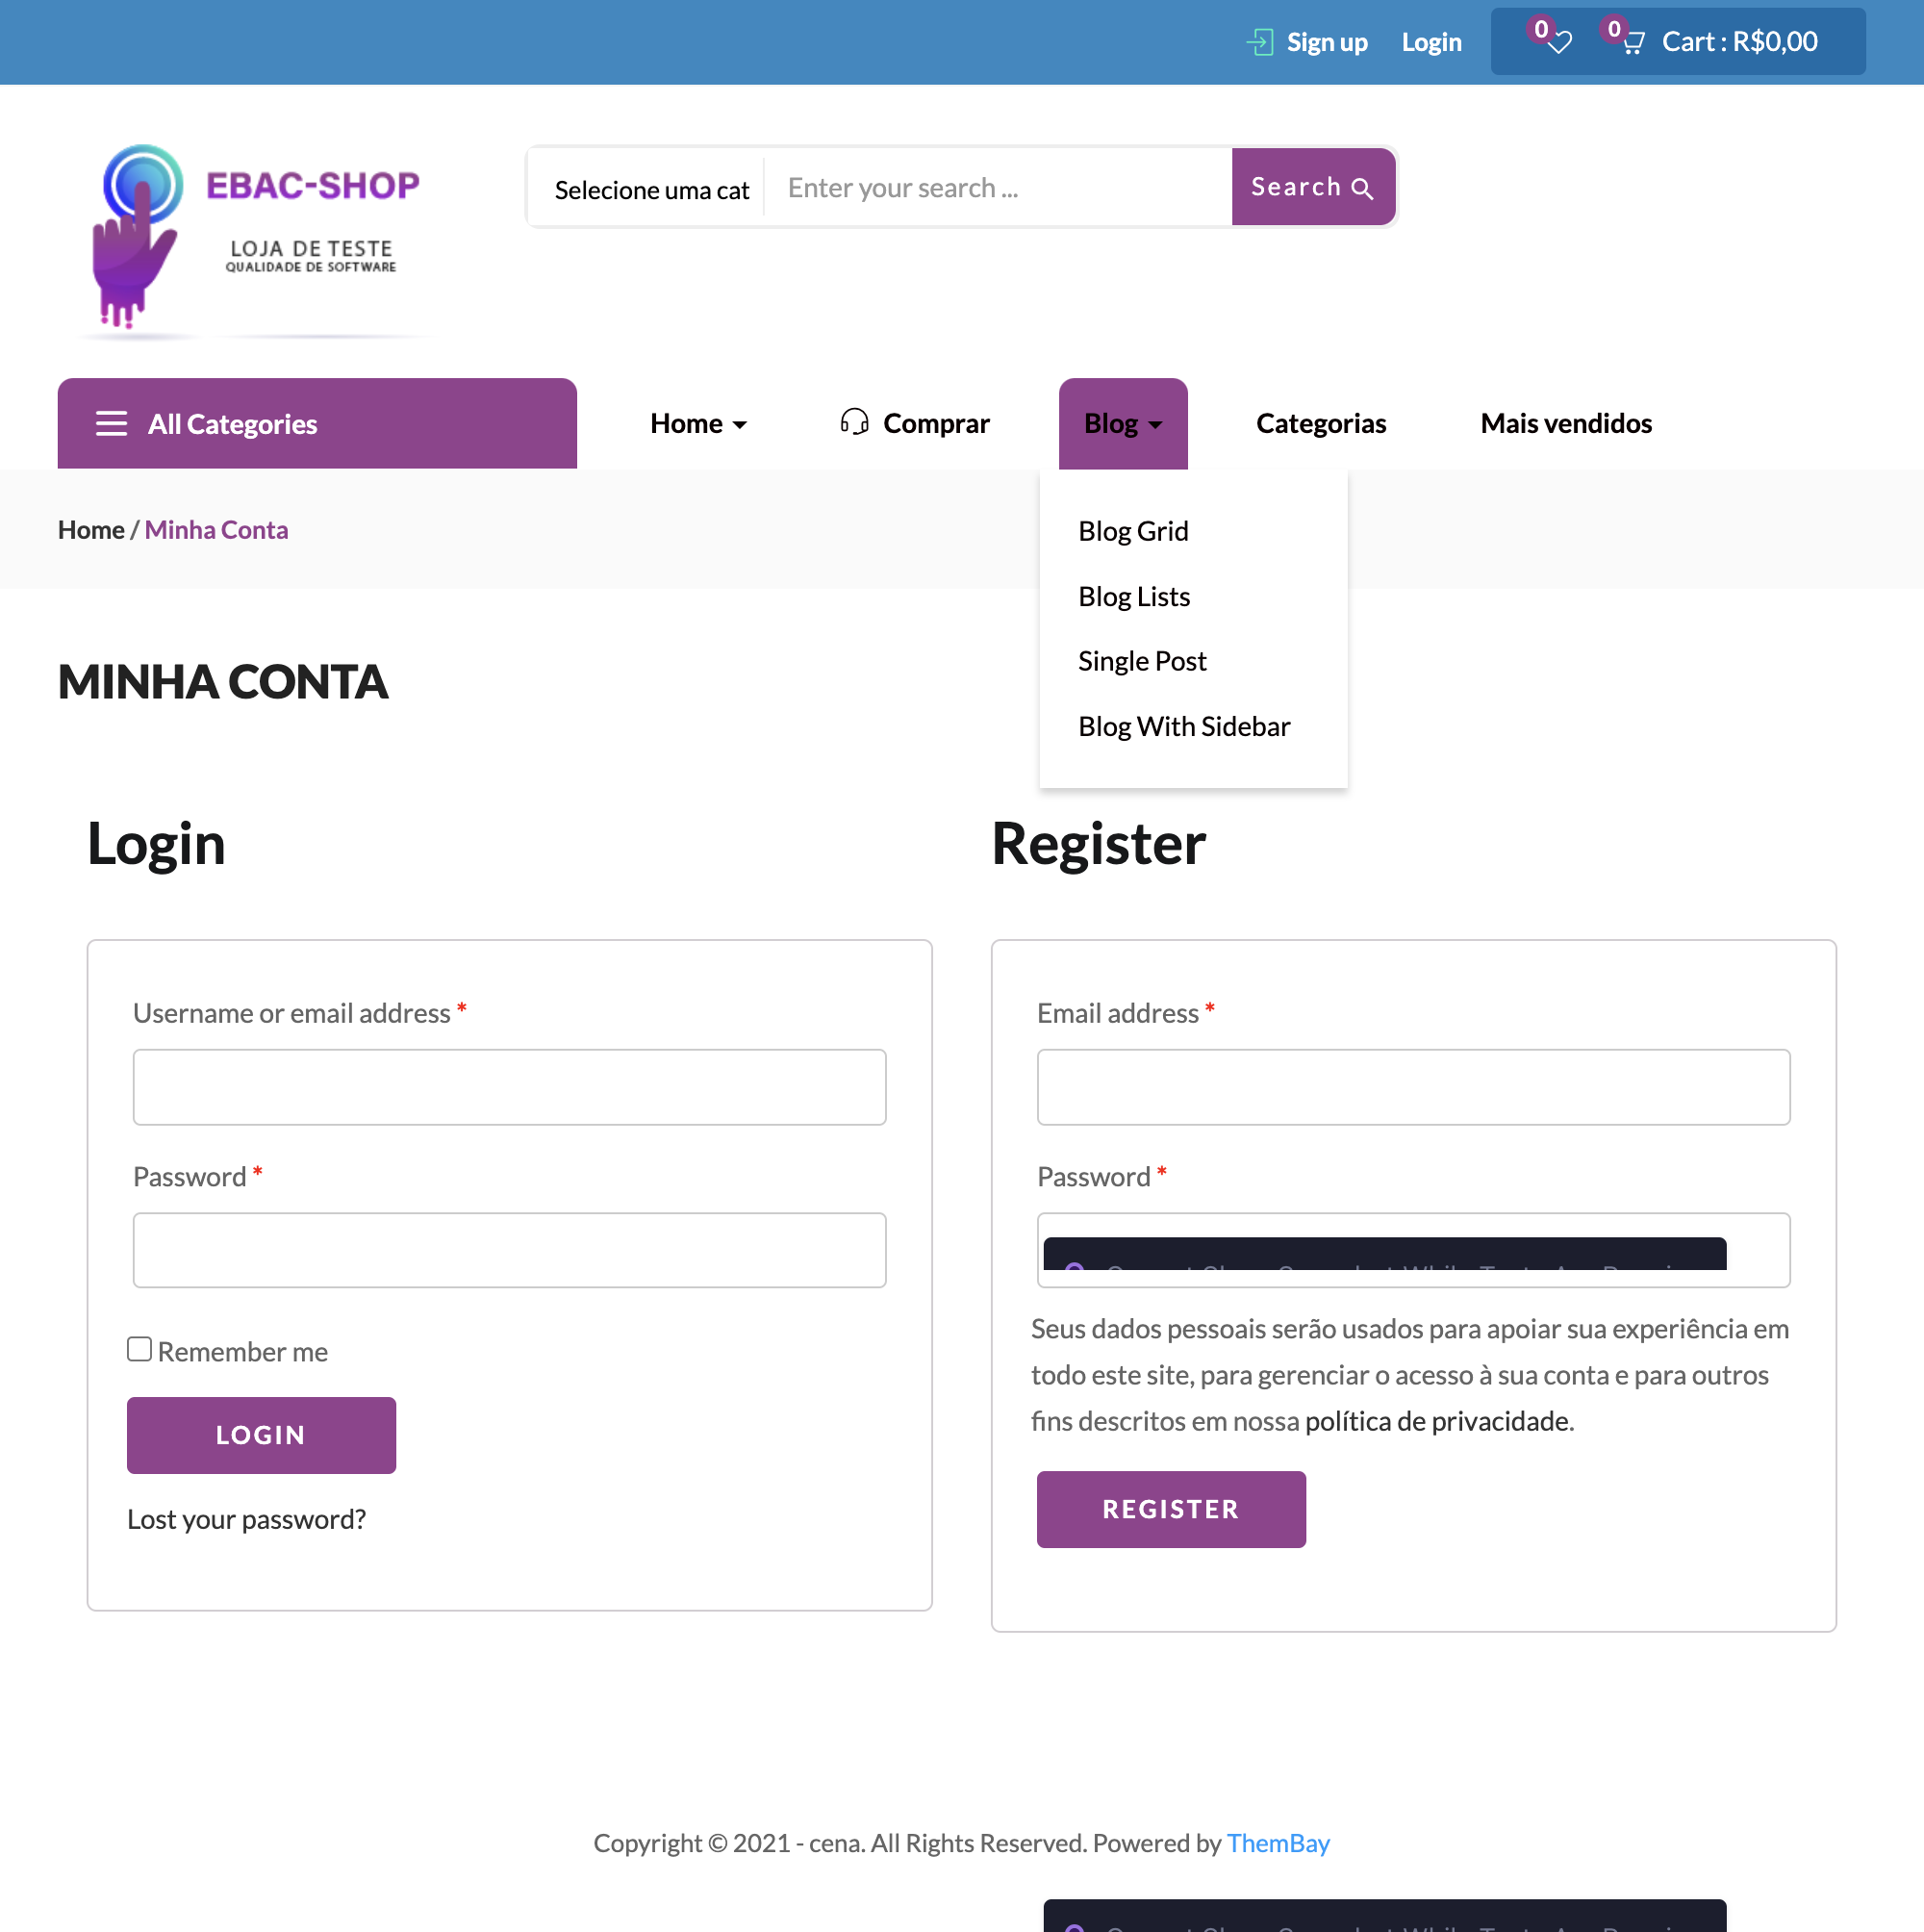 Sign up Login 0 0 Cart : R$0,00
EBAC-SHOP
LOJA DE TESTE
QUALIDADE DE SOFTWARE
Selecione uma cat Enter your search ... Search
All Categories Home Comprar Blog Categorias Mais vendidos
Home / Minha Conta
Blog Grid
Blog Lists
Single Post
Blog With Sidebar
MINHA CONTA
Login
Username or email address *
Password *
Remember me
LOGIN
Lost your password?
Register
Email address *
Password *
Seus dados pessoais serão usados para apoiar sua experiência em
todo este site, para gerenciar o acesso à sua conta e para outros
fins descritos em nossa política de privacidade.
REGISTER
Copyright © 2021 - cena. All Rights Reserved. Powered by ThemBay